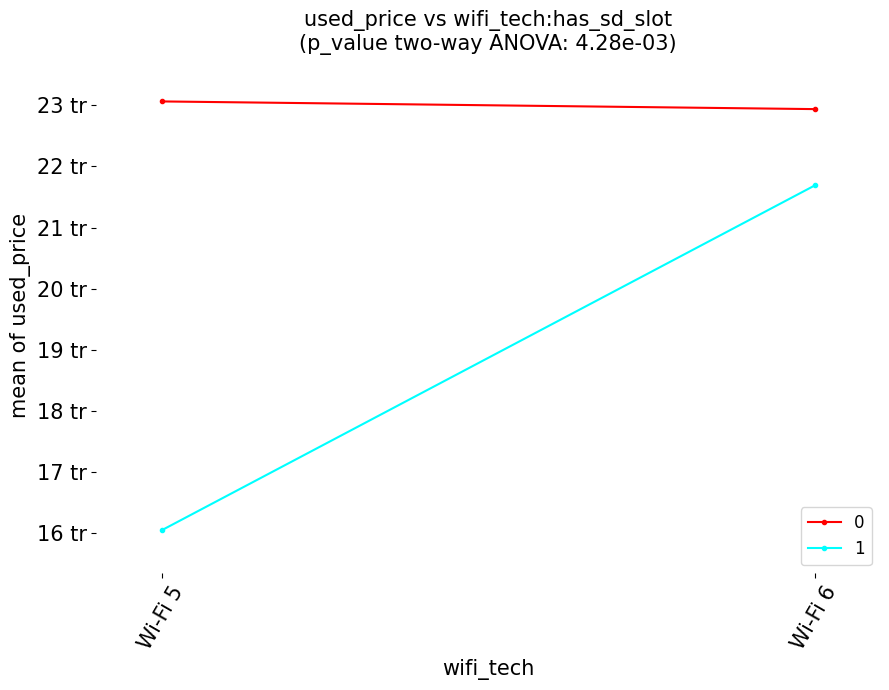 used_price vs wifi_tech:has_sd_slot
(p_value two-way ANOVA: 4.28e-03)
mean of used_price
23 tr
22 tr
21 tr
20 tr
19 tr
18 tr
17 tr
16 tr
0
1
Wi-Fi 5
Wi-Fi 6
wifi_tech